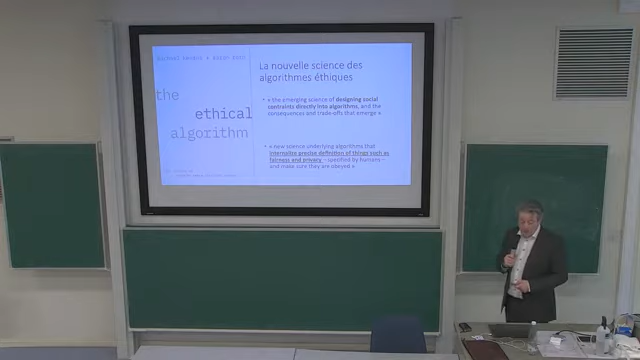 the
ethical
algorithm
La nouvelle science des
algorithmes éthiques
• « the emerging science of designing social
contraints directly into algorithms, and the
consequences and trade-offs that emerge »
• « new science underlying algorithms that
internalize precise definition of things such as
fairness and privacy – specified by humans –
and make sure they are obeyed »